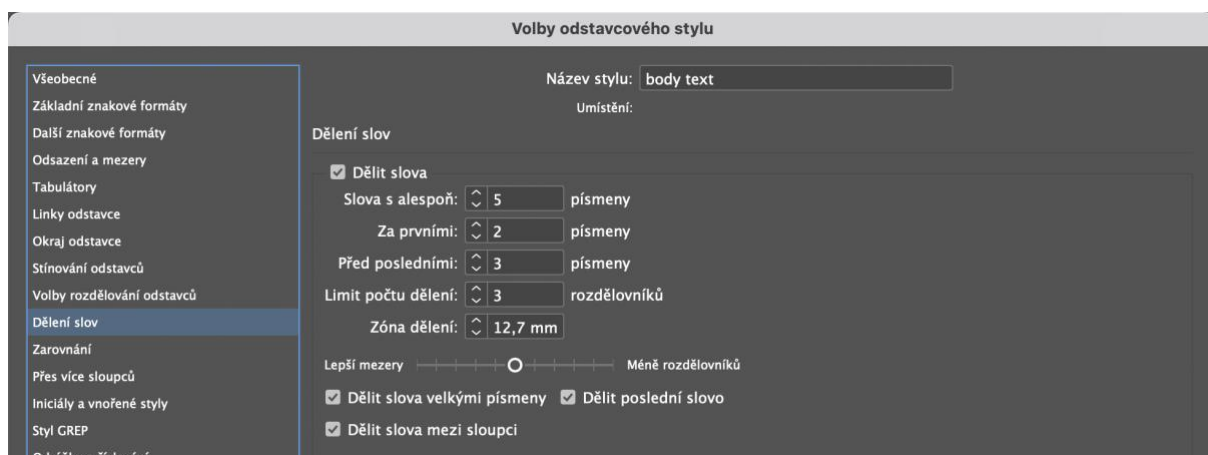 Volby odstavcového stylu
Všeobecné
Základní znakové formáty
Další znakové formáty
Odsazení a mezery
Tabulátory
Linky odstavce
Okraj odstavce
Stínování odstavců
Volby rozdělování odstavců
Dělení slov
Zarovnání
Přes více sloupců
Iniciály a vnořené styly
Styl GREP
Název stylu: body text
Umístění:
Dělení slov
Dělit slova
Slova s alespoň: 5 písmeny
Za prvními: 2 písmeny
Před posledními: 3 písmeny
Limit počtu dělení: 3 rozdělovníků
Zóna dělení: 12,7 mm
Lepší mezery Méně rozdělovníků
Dělit slova velkými písmeny Dělit poslední slovo
Dělit slova mezi sloupci